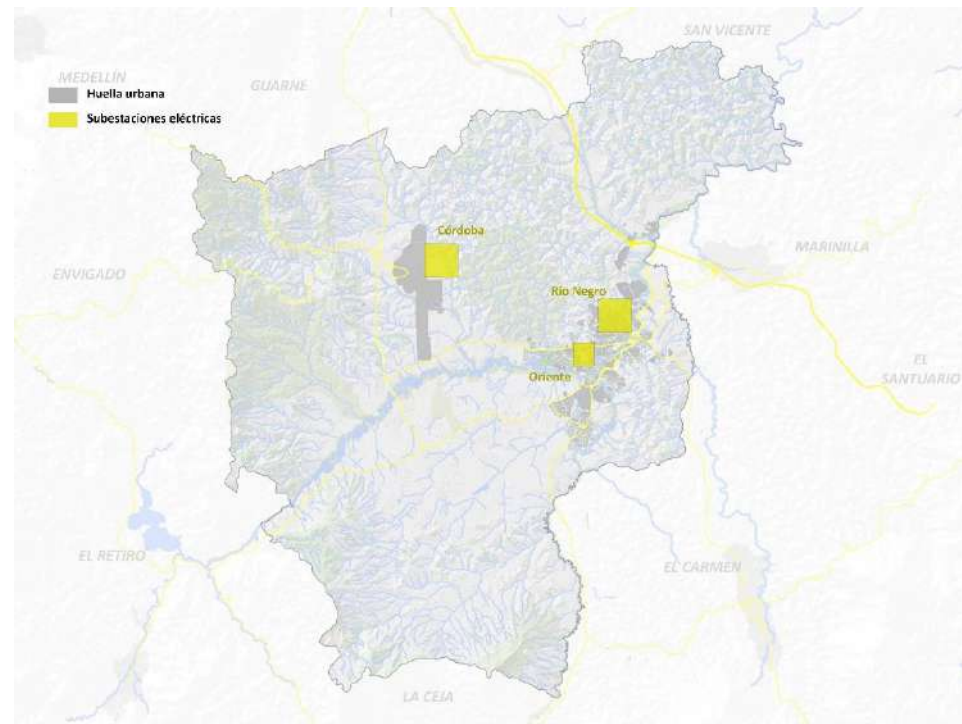 SAN VICENTE
MEDELLÍN
GUARNE
Huella urbana
Subestaciones eléctricas
Córdoba
MARINILLA
ENVIGADO
Río Negro
EL
SANTUARIO
Oriente
EL RETIRO
EL CARMEN
LA CEJA